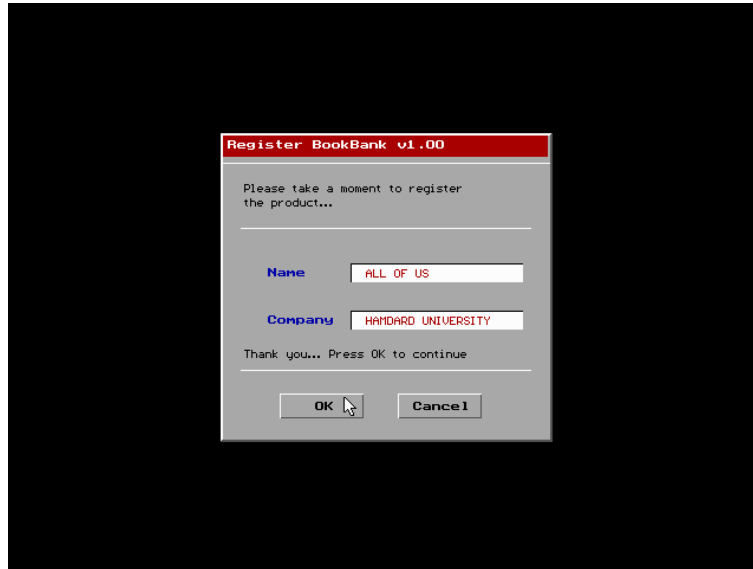 Register BookBank v1.00
Please take a moment to register
the product...
Name ALL OF US
Company HAMDARD UNIVERSITY
Thank you... Press OK to continue
OK Cancel